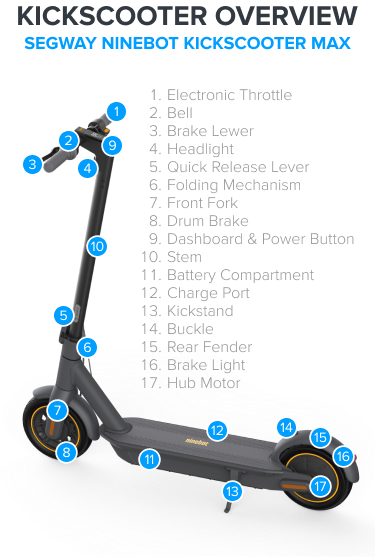 KICKSCOOTER OVERVIEW
SEGWAY NINEBOT KICKSCOOTER MAX
1. Electronic Throttle
2. Bell
3. Brake Lewer
4. Headlight
5. Quick Release Lever
6. Folding Mechanism
7. Front Fork
8. Drum Brake
9. Dashboard & Power Button
10. Stem
11. Battery Compartment
12. Charge Port
13. Kickstand
14. Buckle
15. Rear Fender
16. Brake Light
17. Hub Motor
1
2
9
3
4
10
5
6
7
8
12
ninebot
11
14
15
16
17
13